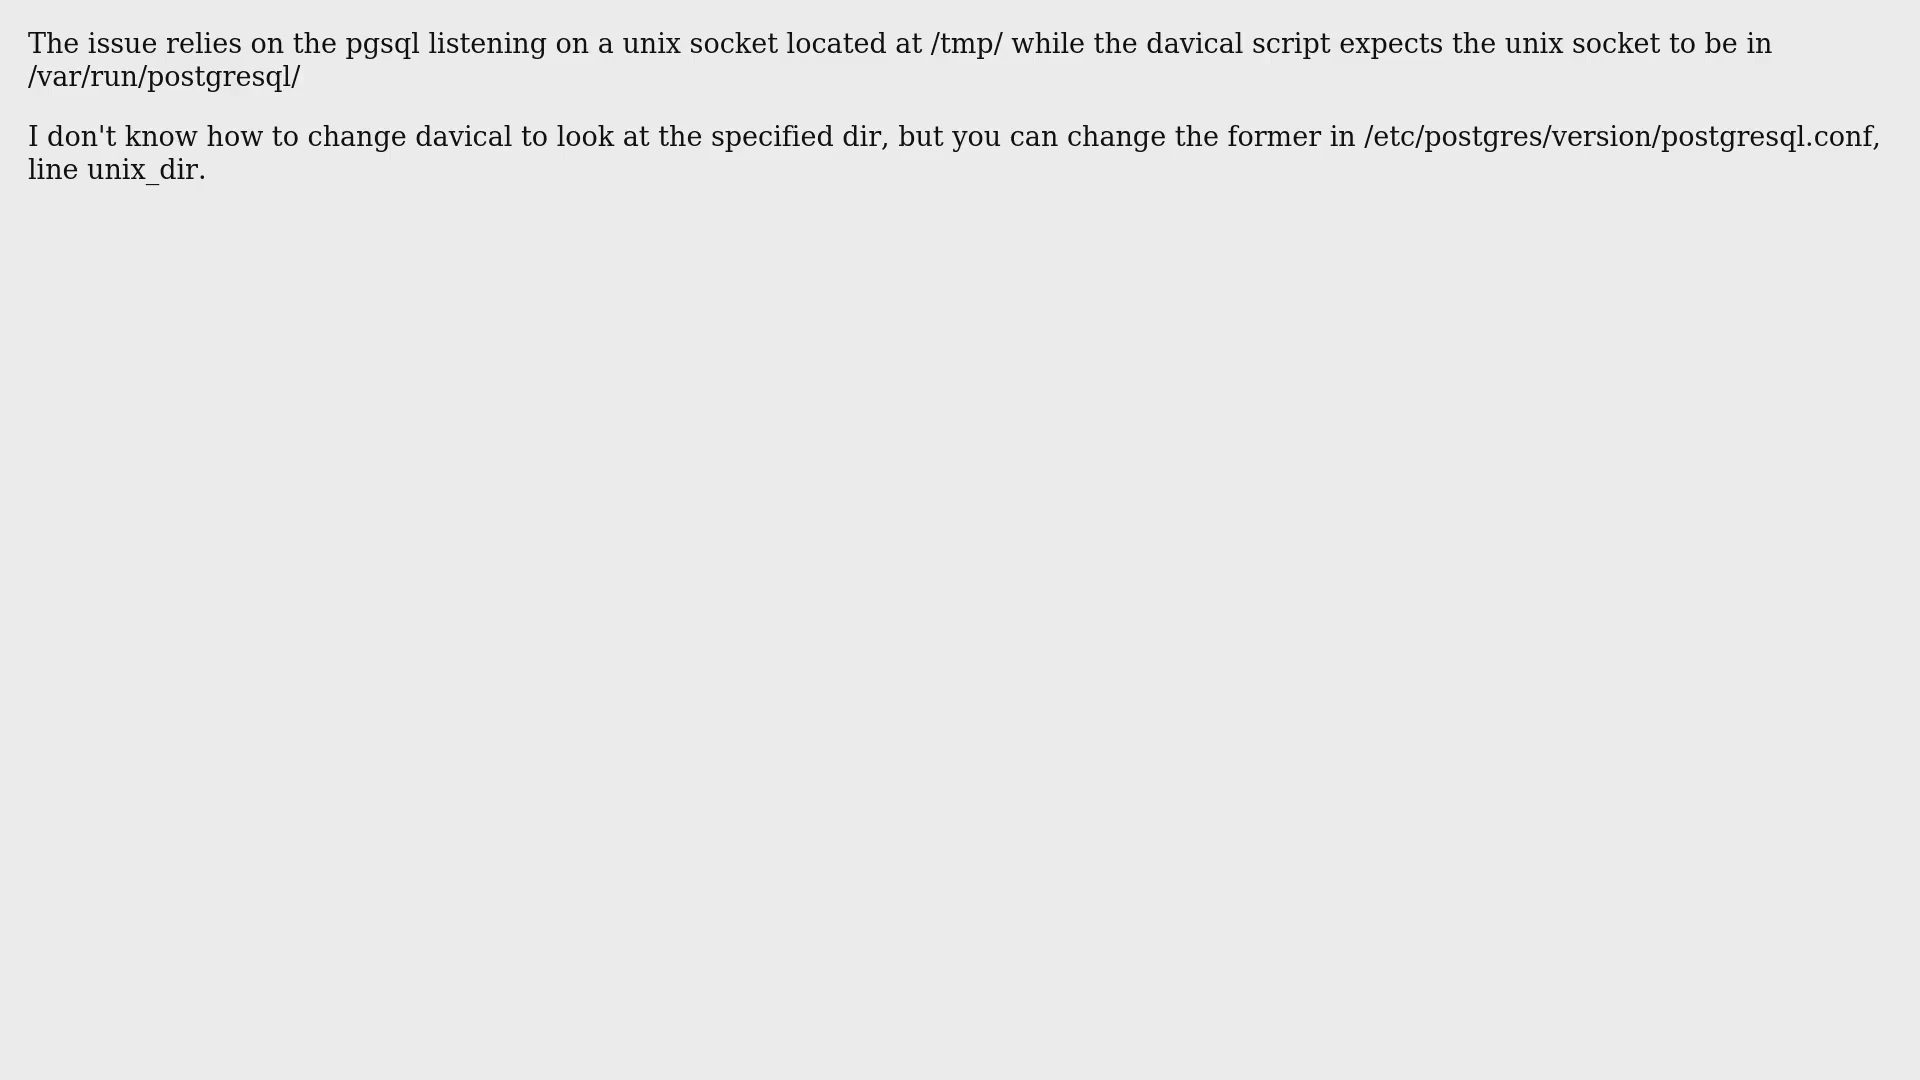 The issue relies on the pgsql listening on a unix socket located at /tmp/ while the davical script expects the unix socket to be in
/var/run/postgresql/
I don't know how to change davical to look at the specified dir, but you can change the former in /etc/postgres/version/postgresql.conf,
line unix_dir.